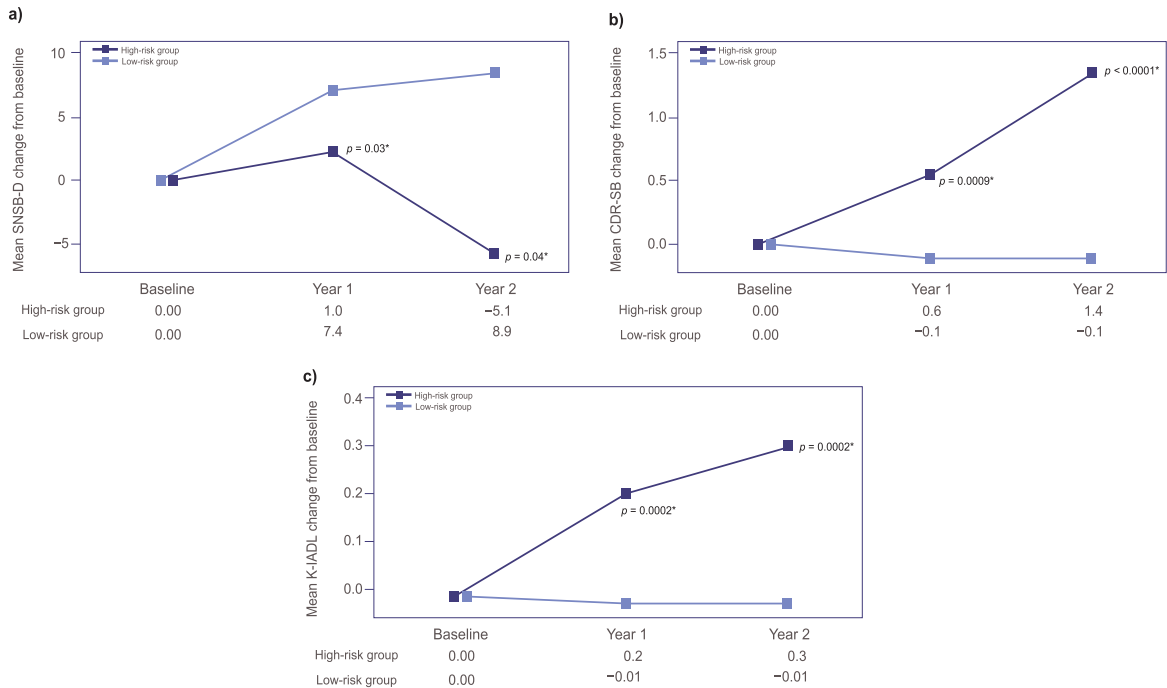 a)
Mean SNSB-D change from baseline
High-risk group
Low-risk group
10
5
0
−5
p = 0.03*
p = 0.04*
Baseline Year 1 Year 2
High-risk group 0.00 1.0 −5.1
Low-risk group 0.00 7.4 8.9
b)
Mean CDR-SB change from baseline
High-risk group
Low-risk group
1.5
1.0
0.5
0.0
p < 0.0001*
p = 0.0009*
Baseline Year 1 Year 2
High-risk group 0.00 0.6 1.4
Low-risk group 0.00 −0.1 −0.1
c)
Mean K-IADL change from baseline
High-risk group
Low-risk group
0.4
0.3
0.2
0.1
0.0
p = 0.0002*
p = 0.0002*
Baseline Year 1 Year 2
High-risk group 0.00 0.2 0.3
Low-risk group 0.00 −0.01 −0.01